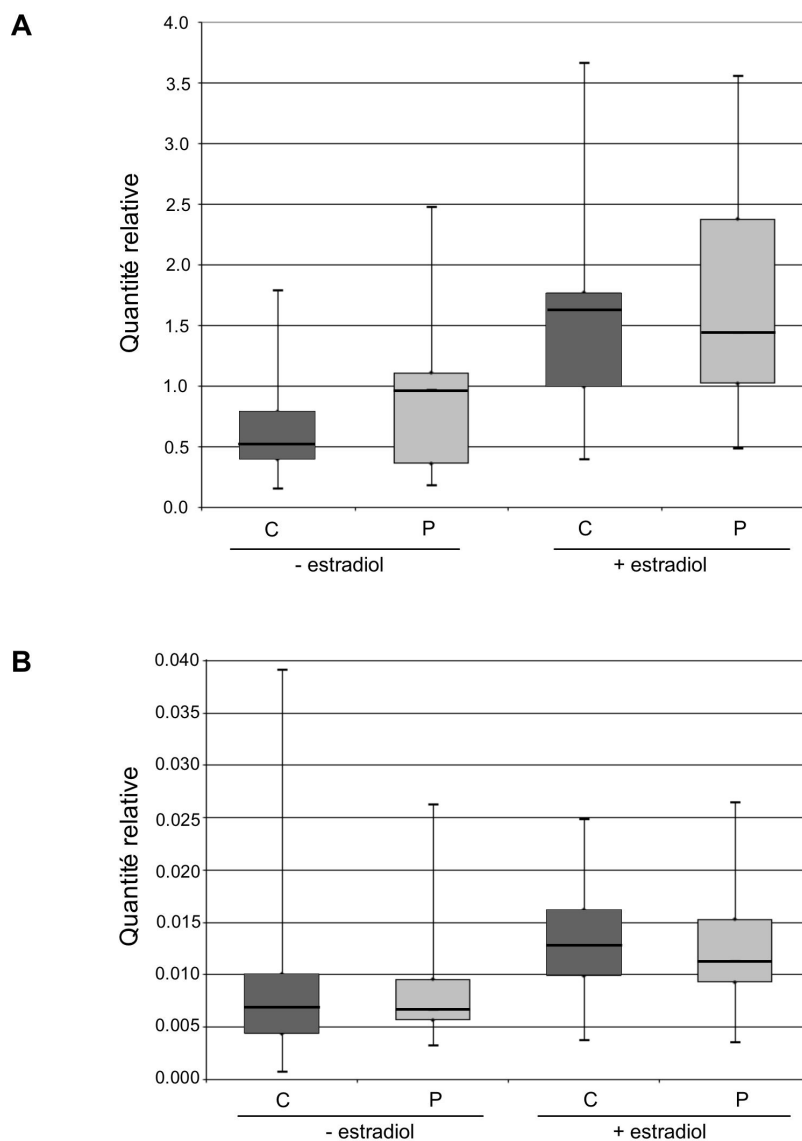 A
Quantité relative
4.0
3.5
3.0
2.5
2.0
1.5
1.0
0.5
0.0
C P C P
- estradiol + estradiol
B
Quantité relative
0.040
0.035
0.030
0.025
0.020
0.015
0.010
0.005
0.000
C P C P
- estradiol + estradiol